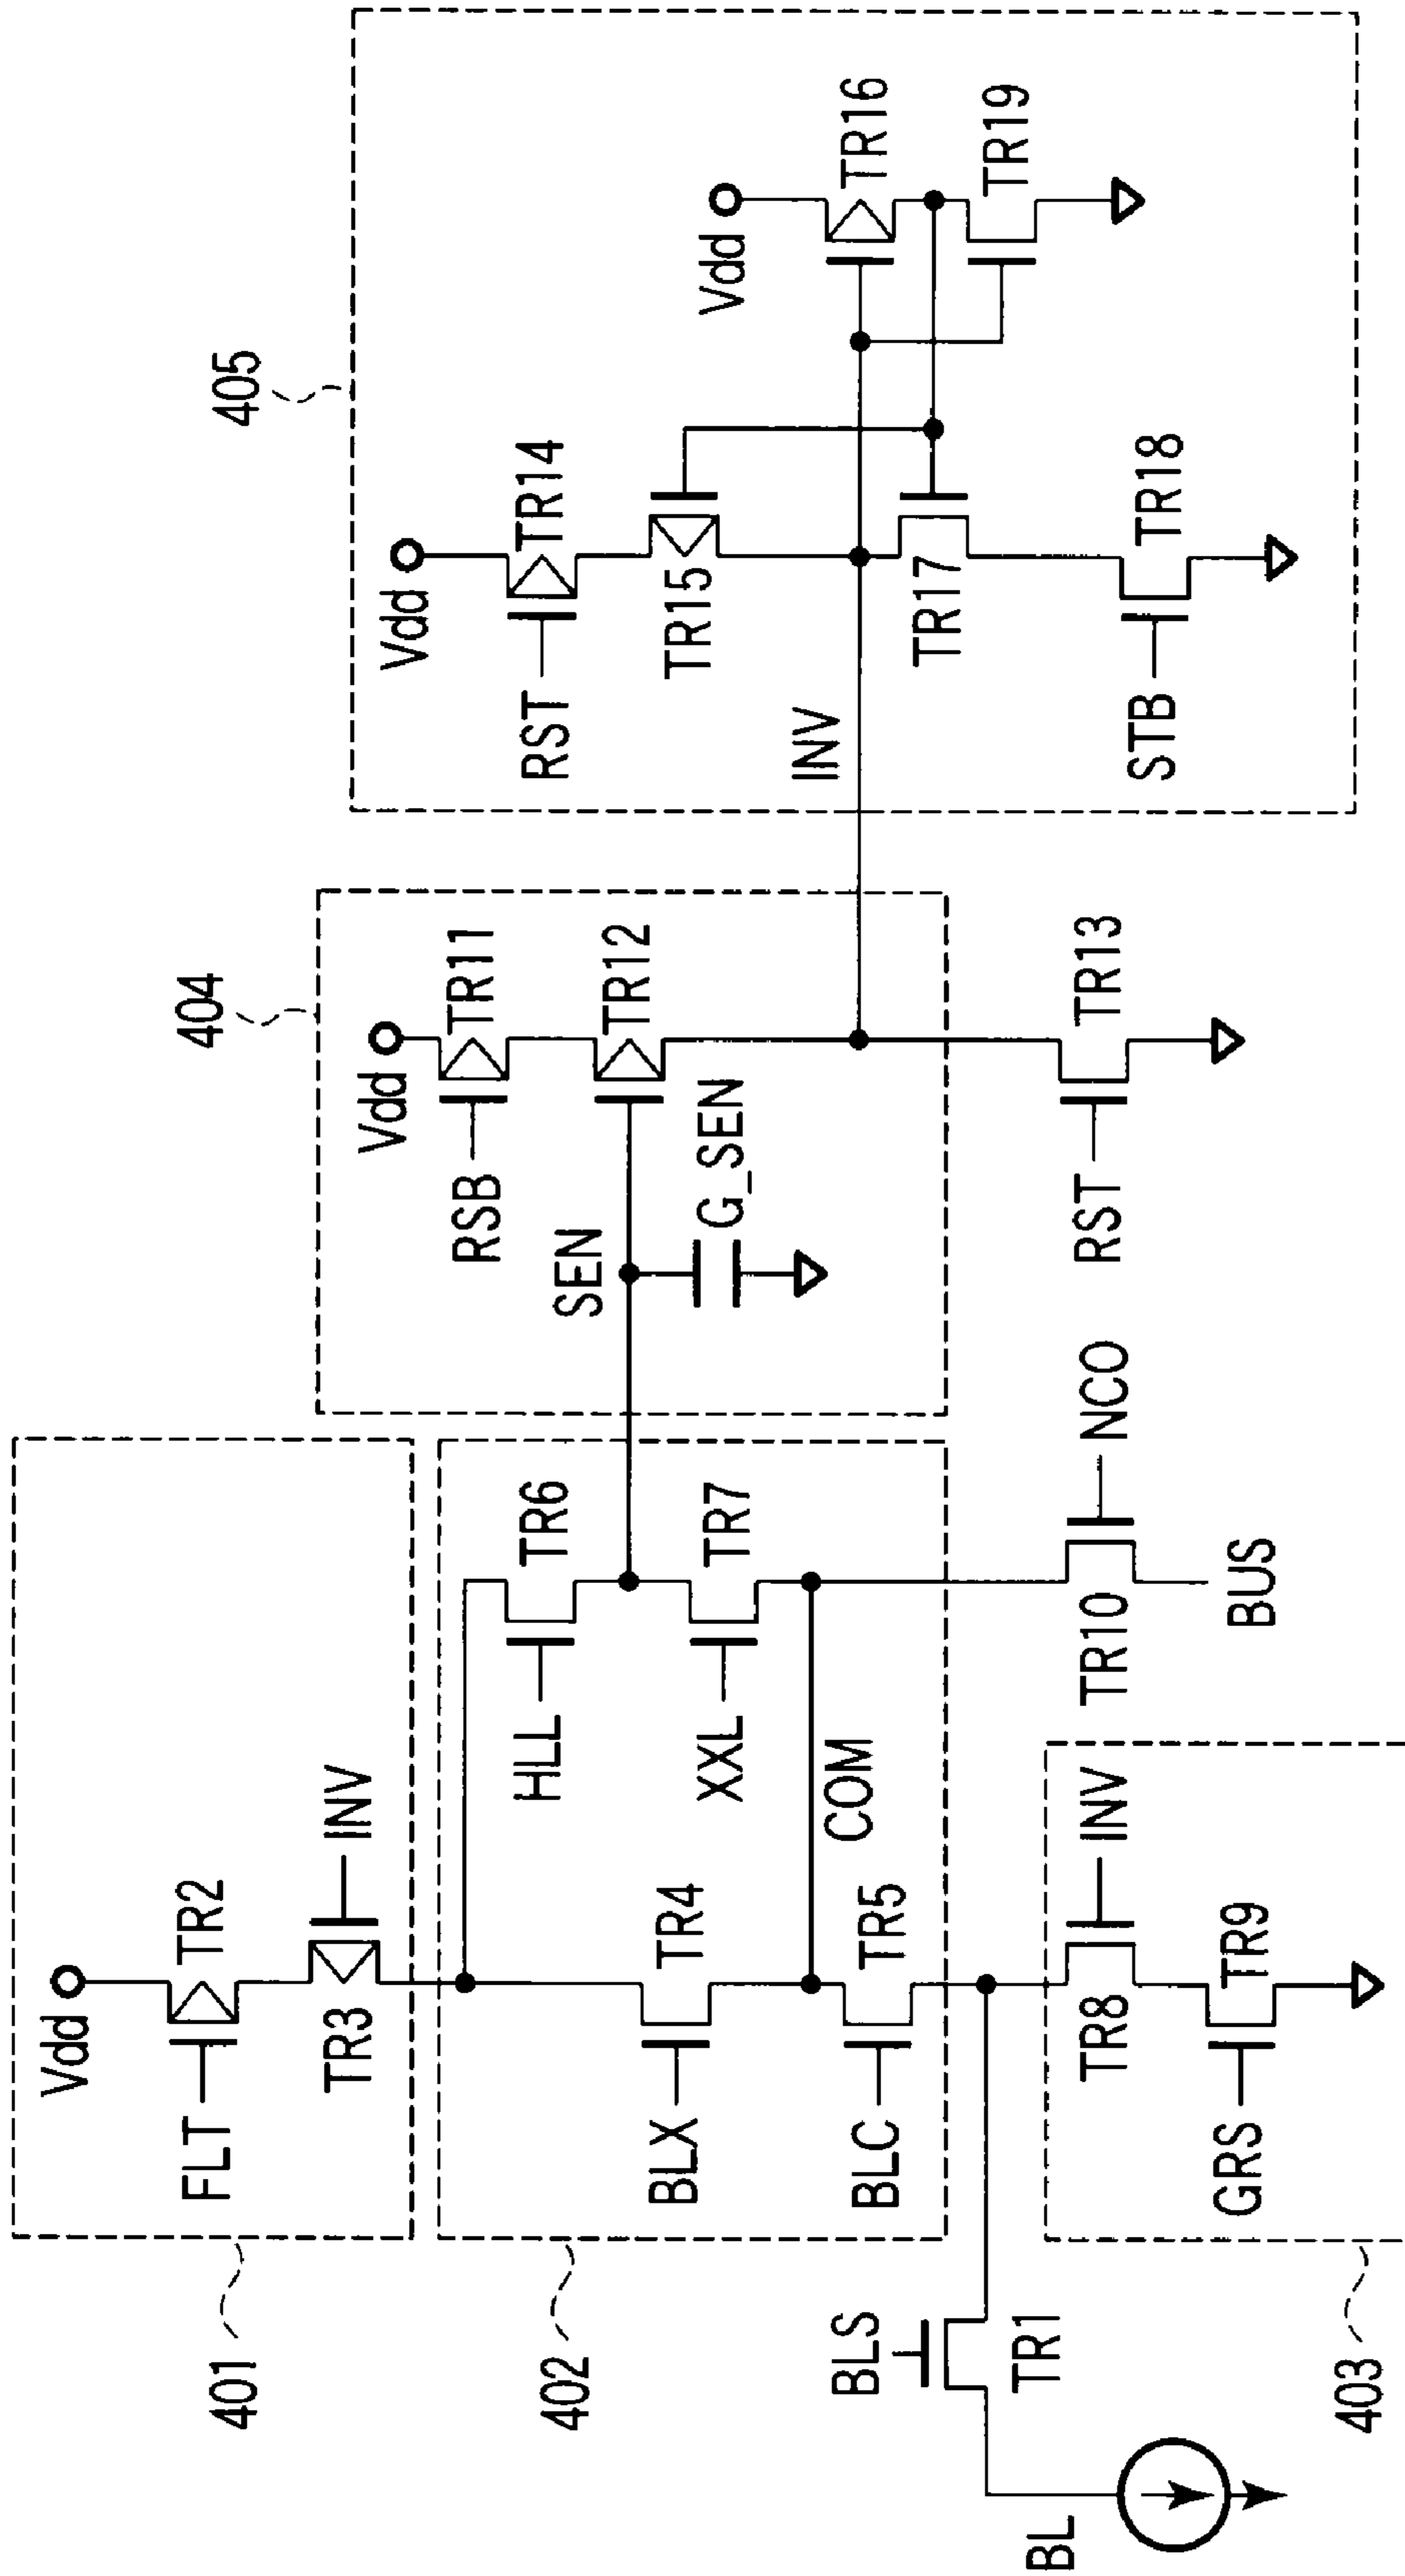 401
Vdd
FLT
TR2
TR3
INV
402
HLL
TR6
XXL
TR7
BLX
TR4
COM
BLC
TR5
BLS
TR1
BL
403
TR8
INV
GRS
TR9
TR10
NCO
BUS
404
Vdd
RSB
TR11
TR12
SEN
G_SEN
RST
TR13
INV
405
Vdd
RST
TR14
TR15
TR17
STB
TR18
Vdd
TR16
TR19